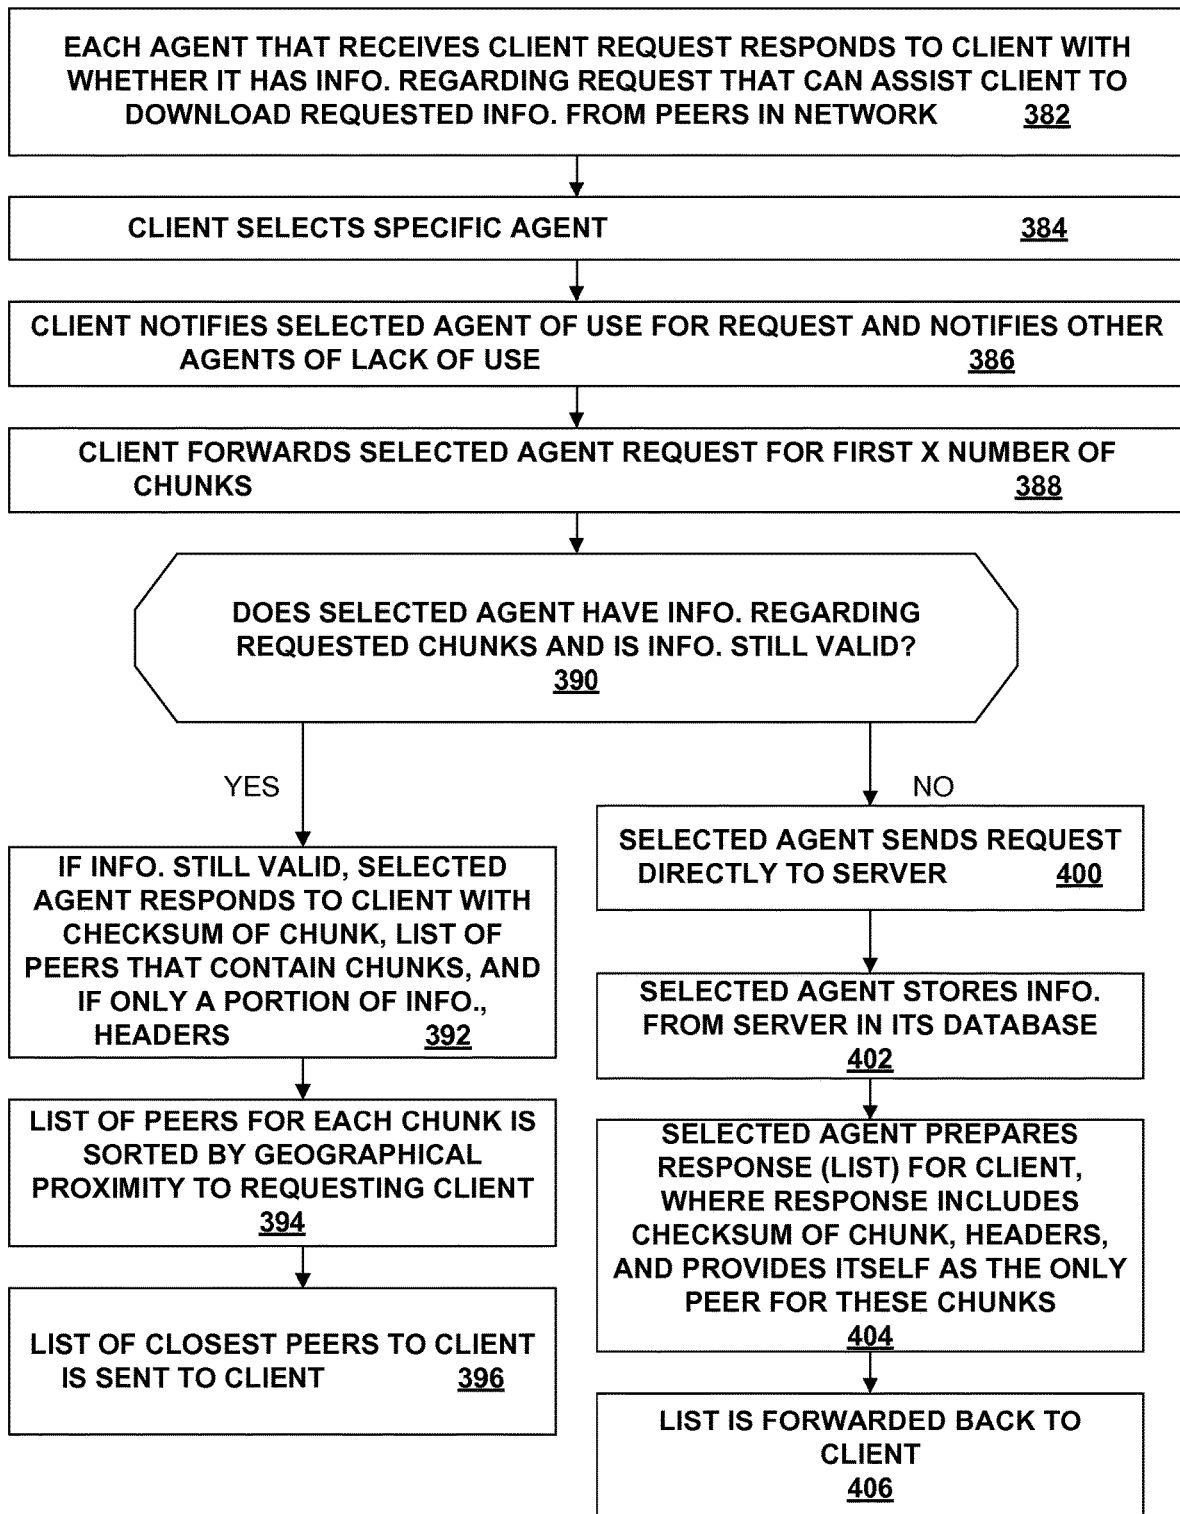 EACH AGENT THAT RECEIVES CLIENT REQUEST RESPONDS TO CLIENT WITH
WHETHER IT HAS INFO. REGARDING REQUEST THAT CAN ASSIST CLIENT TO
DOWNLOAD REQUESTED INFO. FROM PEERS IN NETWORK 382
CLIENT SELECTS SPECIFIC AGENT 384
CLIENT NOTIFIES SELECTED AGENT OF USE FOR REQUEST AND NOTIFIES OTHER
AGENTS OF LACK OF USE 386
CLIENT FORWARDS SELECTED AGENT REQUEST FOR FIRST X NUMBER OF
CHUNKS 388
DOES SELECTED AGENT HAVE INFO. REGARDING
REQUESTED CHUNKS AND IS INFO. STILL VALID?
390
YES
IF INFO. STILL VALID, SELECTED
AGENT RESPONDS TO CLIENT WITH
CHECKSUM OF CHUNK, LIST OF
PEERS THAT CONTAIN CHUNKS, AND
IF ONLY A PORTION OF INFO.,
HEADERS 392
LIST OF PEERS FOR EACH CHUNK IS
SORTED BY GEOGRAPHICAL
PROXIMITY TO REQUESTING CLIENT
394
LIST OF CLOSEST PEERS TO CLIENT
IS SENT TO CLIENT 396
NO
SELECTED AGENT SENDS REQUEST
DIRECTLY TO SERVER 400
SELECTED AGENT STORES INFO.
FROM SERVER IN ITS DATABASE
402
SELECTED AGENT PREPARES
RESPONSE (LIST) FOR CLIENT,
WHERE RESPONSE INCLUDES
CHECKSUM OF CHUNK, HEADERS,
AND PROVIDES ITSELF AS THE ONLY
PEER FOR THESE CHUNKS
404
LIST IS FORWARDED BACK TO
CLIENT
406